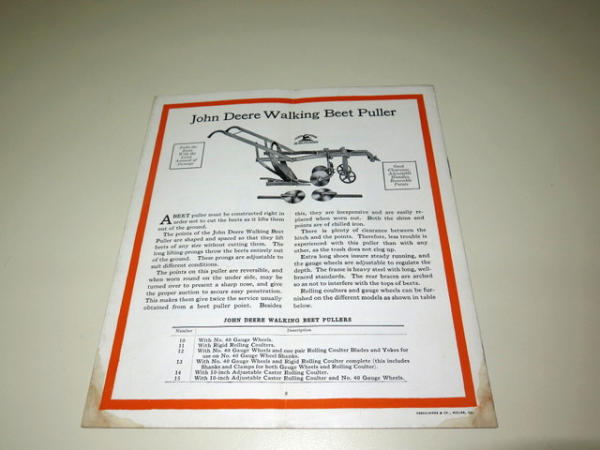 John Deere Walking Beet Puller
Pulls the
Beets
With the
Least
Amount of
Damage
Good
Clearance,
Adjustable
Handles,
Reversible
Points
A BEET puller must be constructed right in
order not to cut the beets as it lifts them
out of the ground.
The points of the John Deere Walking Beet
Puller are shaped and spaced so that they lift
beets of any size without cutting them. The
long lifting prongs throw the beets entirely out
of the ground. These prongs are adjustable to
suit different conditions.
The points on this puller are reversible, and
when worn round on the under side, may be
turned over to present a sharp nose, and give
the proper suction to secure easy penetration.
This makes them give twice the service usually
obtained from a beet puller point. Besides
this, they are inexpensive and are easily re-
placed when worn out. Both the shins and
points are of chilled iron.
There is plenty of clearance between the
hitch and the points. Therefore, less trouble is
experienced with this puller than with any
other, as the trash does not clog up.
Extra long shoes insure steady running, and
the gauge wheels are adjustable to regulate the
depth. The frame is heavy steel with long, well-
braced standards. The rear braces are arched
so as not to interfere with the tops of beets.
Rolling coulters and gauge wheels can be fur-
nished on the different models as shown in table
below.
JOHN DEERE WALKING BEET PULLERS
Number Description
10 With No. 40 Gauge Wheels.
11 With Rigid Rolling Coulters.
12 With No. 40 Gauge Wheels and one pair Rolling Coulter Blades and Yokes for
use on No. 40 Gauge Wheel Shanks.
13 With No. 40 Gauge Wheels and Rigid Rolling Coulter complete (this includes
Shanks and Clamps for both Gauge Wheels and Rolling Coulter).
14 With 10-inch Adjustable Castor Rolling Coulter.
15 With 10-inch Adjustable Castor Rolling Coulter and No. 40 Gauge Wheels.